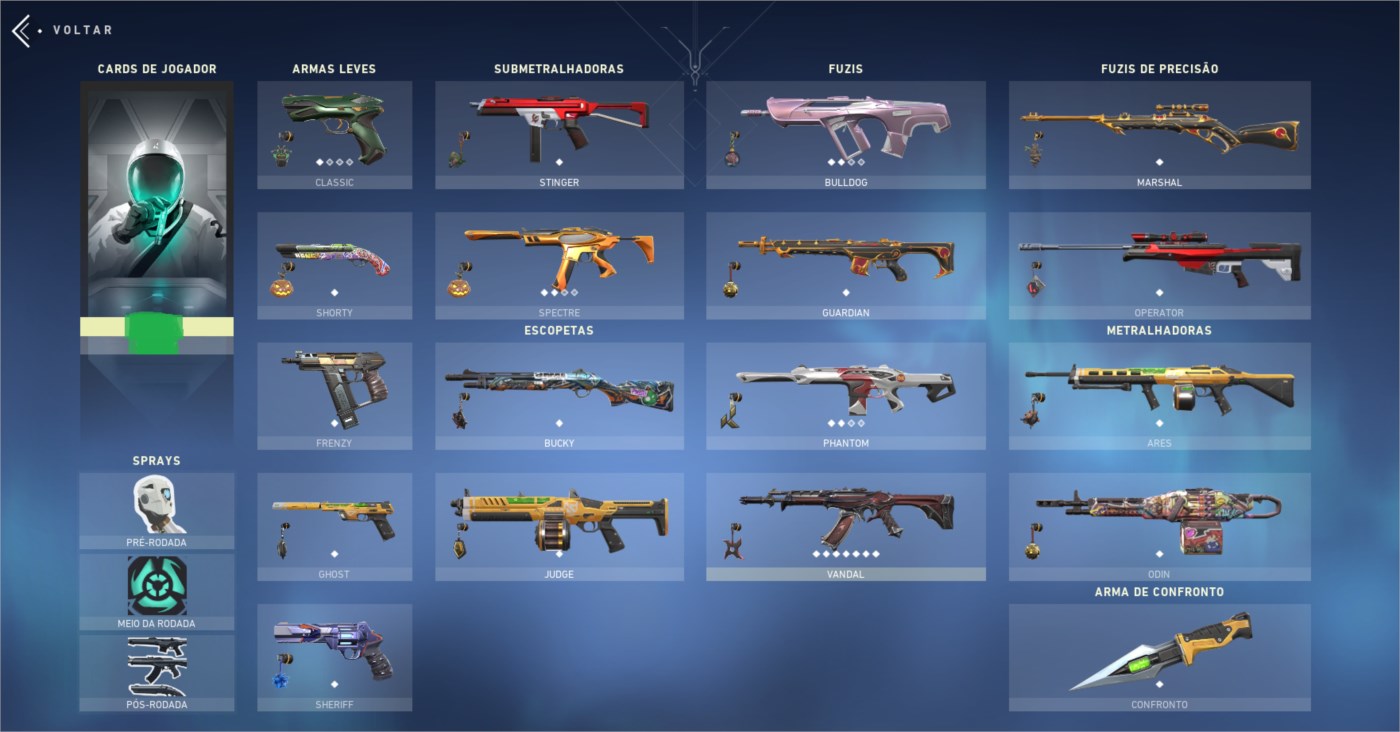 VOLTAR
CARDS DE JOGADOR
ARMAS LEVES
SUBMETRALHADORAS
FUZIS
FUZIS DE PRECISÃO
CLASSIC
STINGER
BULLDOG
MARSHAL
SHORTY
SPECTRE
GUARDIAN
OPERATOR
ESCOPETAS
METRALHADORAS
FRENZY
BUCKY
PHANTOM
ARES
SPRAYS
PRÉ-RODADA
GHOST
JUDGE
VANDAL
ODIN
MEIO DA RODADA
ARMA DE CONFRONTO
PÓS-RODADA
SHERIFF
CONFRONTO